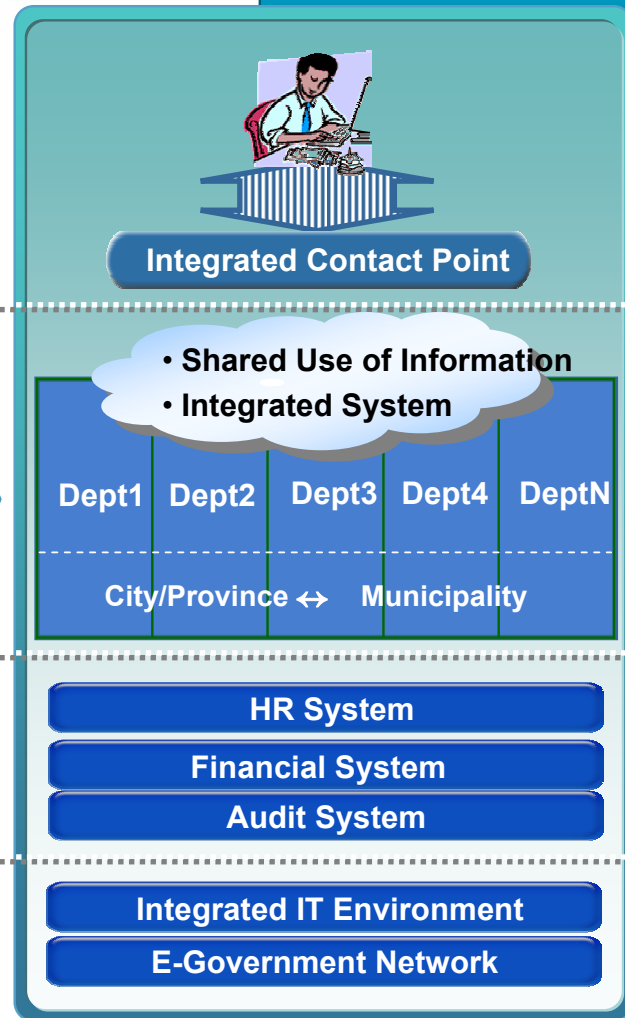 Integrated Contact Point
• Shared Use of Information
• Integrated System
Dept1 Dept2 Dept3 Dept4 DeptN
City/Province ↔ Municipality
HR System
Financial System
Audit System
Integrated IT Environment
E-Government Network